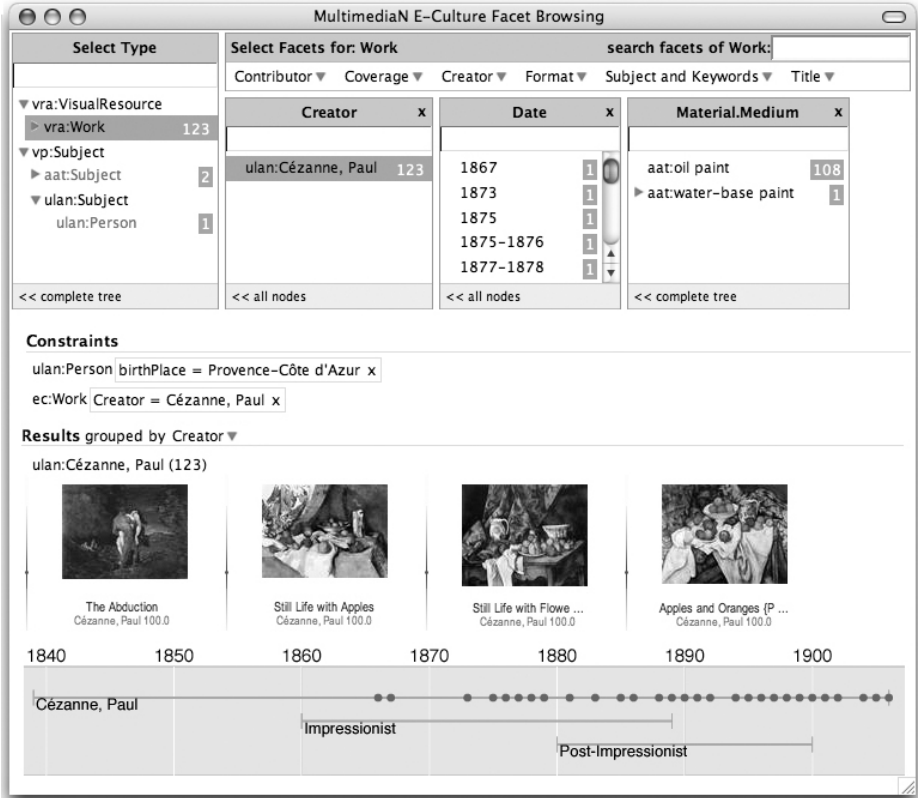 MultimediaN E-Culture Facet Browsing
Select Type
Select Facets for: Work
search facets of Work:
Contributor ▼ Coverage ▼ Creator ▼ Format ▼ Subject and Keywords ▼ Title ▼
▼ vra:VisualResource
▶ vra:Work 123
▼ vp:Subject
▶ aat:Subject 2
▼ ulan:Subject
ulan:Person 1
<< complete tree
Creator x
ulan:Cézanne, Paul 123
<< all nodes
Date x
1867 1
1873 1
1875 1
1875-1876 1
1877-1878 1
<< all nodes
Material.Medium x
aat:oil paint 108
▶ aat:water-base paint 1
<< complete tree
Constraints
ulan:Person birthPlace = Provence-Côte d'Azur x
ec:Work Creator = Cézanne, Paul x
Results grouped by Creator ▼
ulan:Cézanne, Paul (123)
The Abduction
Cézanne, Paul 100.0
Still Life with Apples
Cézanne, Paul 100.0
Still Life with Flowe ...
Cézanne, Paul 100.0
Apples and Oranges {P ...
Cézanne, Paul 100.0
1840 1850 1860 1870 1880 1890 1900
Cézanne, Paul
Impressionist
Post-Impressionist